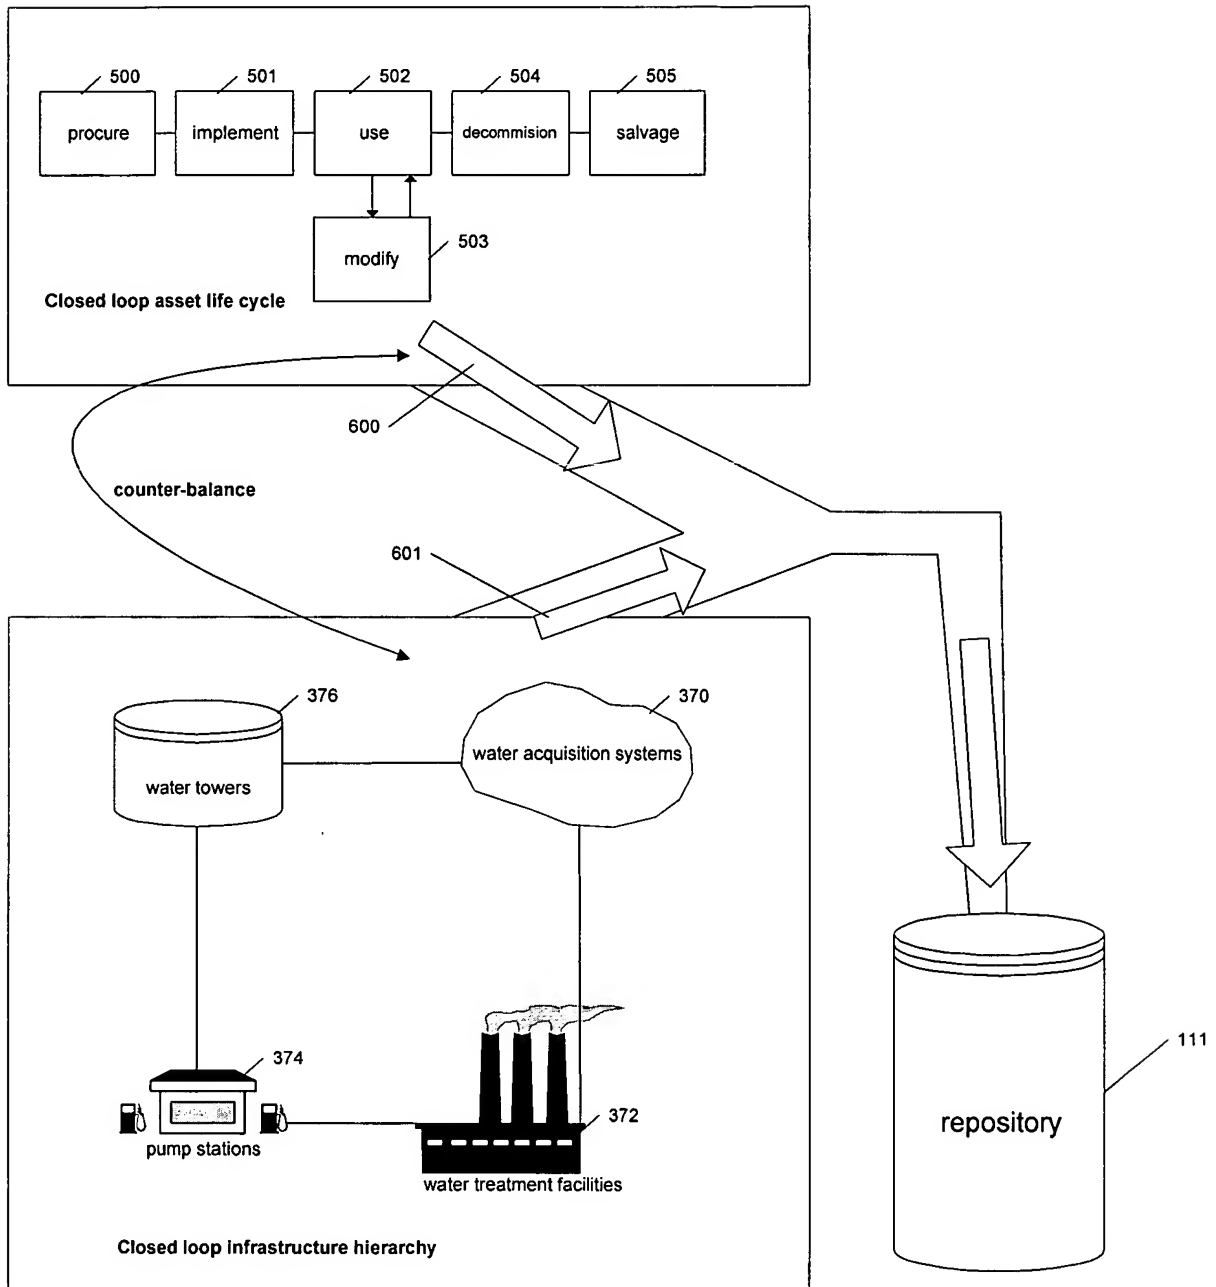 500
501
502
504
505
procure
implement
use
decommision
salvage
503
modify
Closed loop asset life cycle
600
counter-balance
601
376
370
water acquisition systems
water towers
374
372
111
repository
pump stations
water treatment facilities
Closed loop infrastructure hierarchy